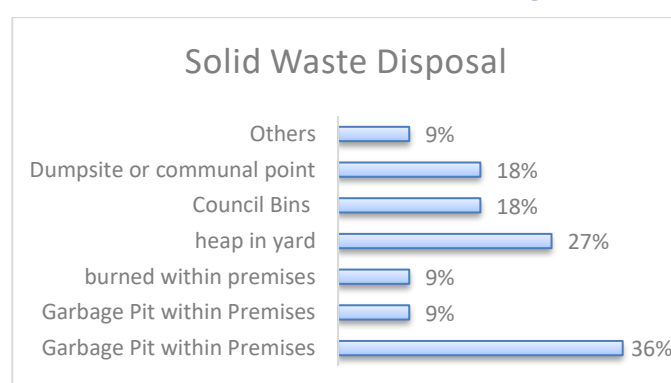 Solid Waste Disposal
Others 9%
Dumpsite or communal point 18%
Council Bins 18%
heap in yard 27%
burned within premises 9%
Garbage Pit within Premises 9%
Garbage Pit within Premises 36%